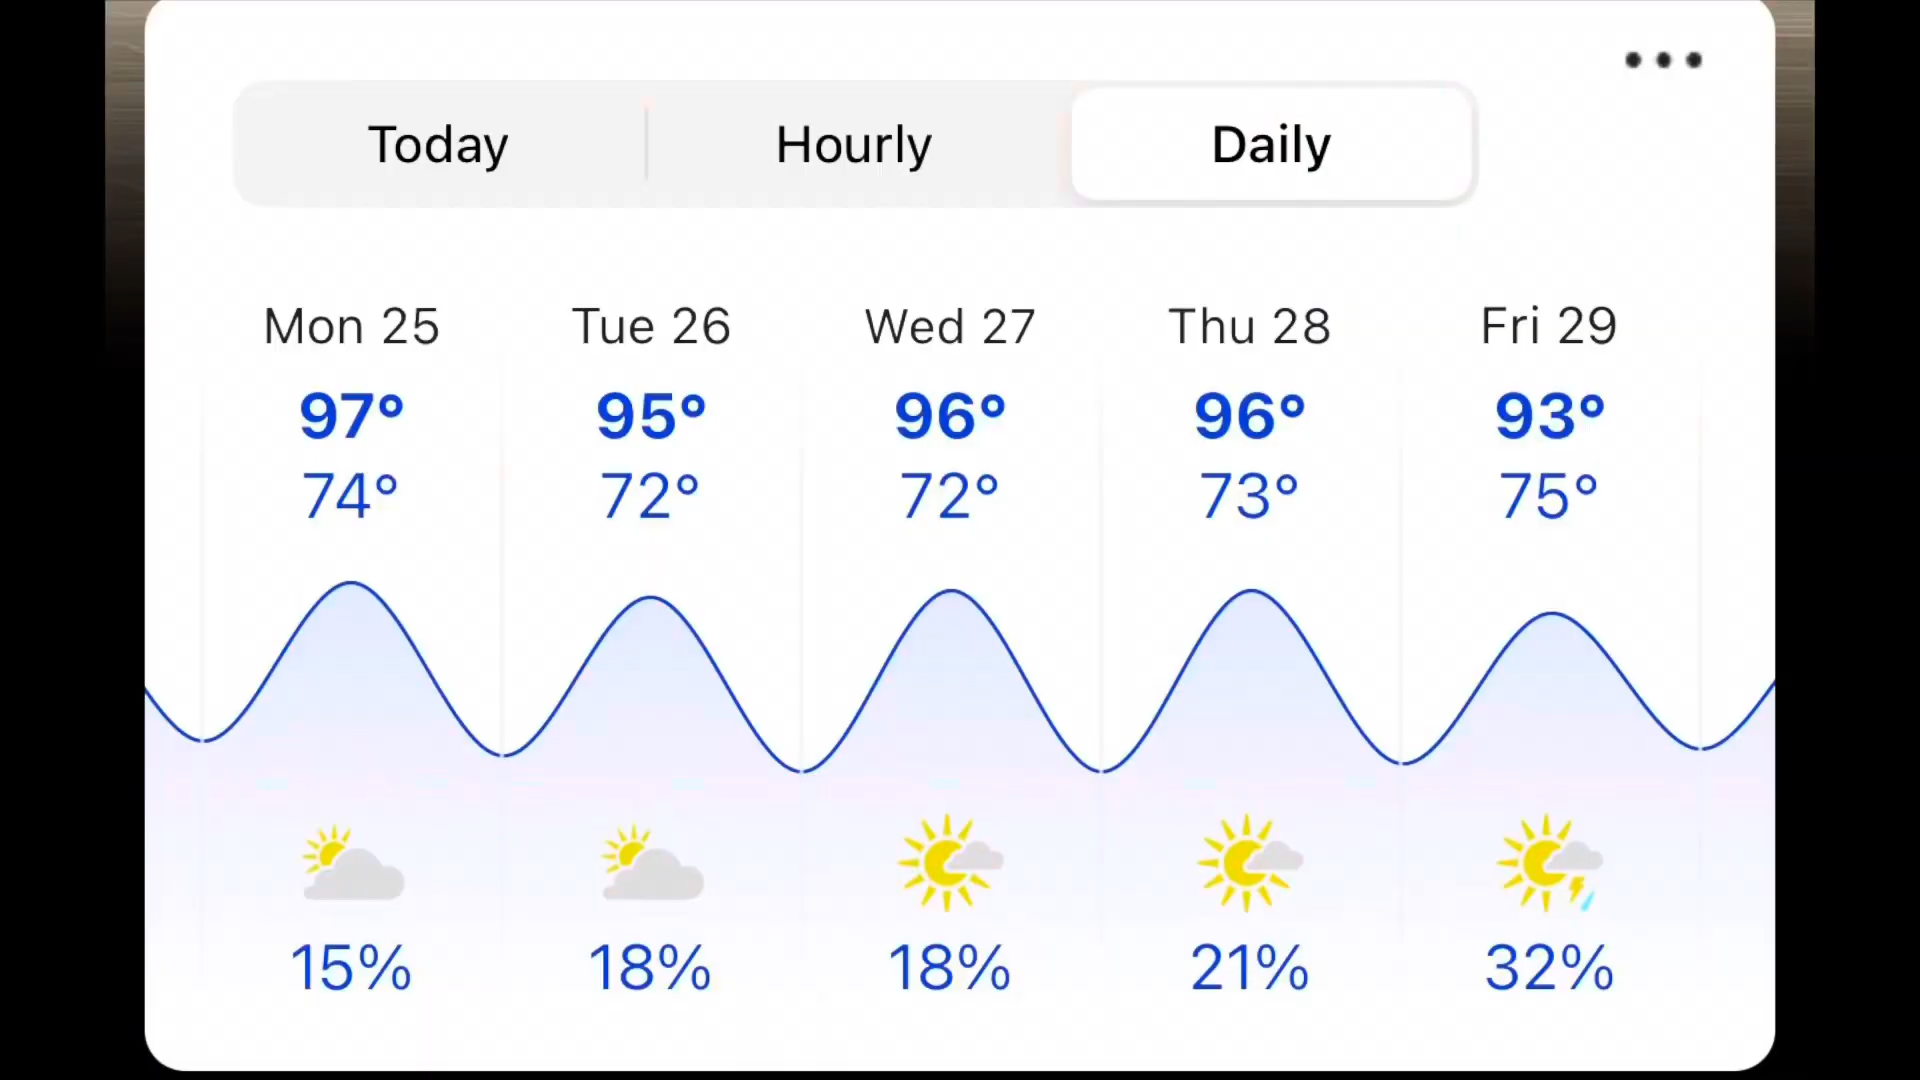 Today Hourly Daily
Mon 25 Tue 26 Wed 27 Thu 28 Fri 29
97° 95° 96° 96° 93°
74° 72° 72° 73° 75°
15% 18% 18% 21% 32%